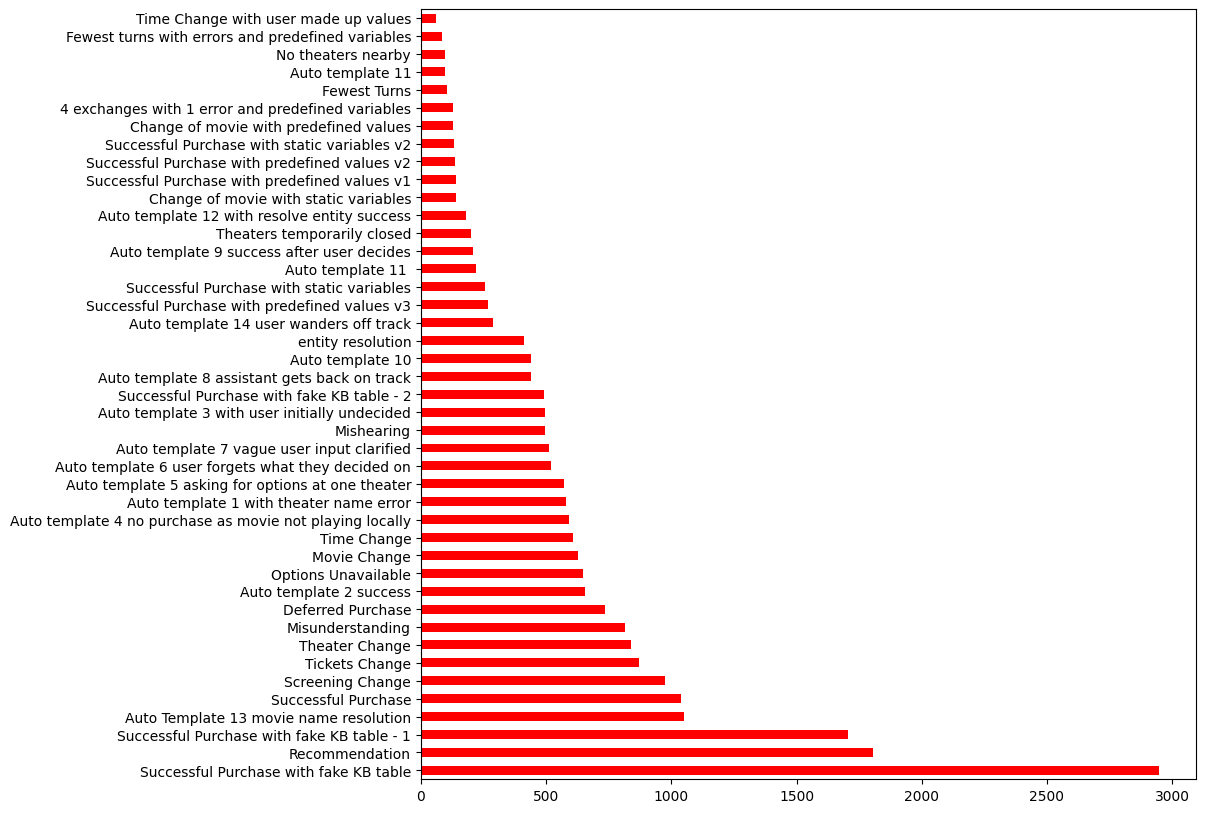 Time Change with user made up values
Fewest turns with errors and predefined variables
No theaters nearby
Auto template 11
Fewest Turns
4 exchanges with 1 error and predefined variables
Change of movie with predefined values
Successful Purchase with static variables v2
Successful Purchase with predefined values v2
Successful Purchase with predefined values v1
Change of movie with static variables
Auto template 12 with resolve entity success
Theaters temporarily closed
Auto template 9 success after user decides
Auto template 11
Successful Purchase with static variables
Successful Purchase with predefined values v3
Auto template 14 user wanders off track
entity resolution
Auto template 10
Auto template 8 assistant gets back on track
Successful Purchase with fake KB table - 2
Auto template 3 with user initially undecided
Mishearing
Auto template 7 vague user input clarified
Auto template 6 user forgets what they decided on
Auto template 5 asking for options at one theater
Auto template 1 with theater name error
Auto template 4 no purchase as movie not playing locally
Time Change
Movie Change
Options Unavailable
Auto template 2 success
Deferred Purchase
Misunderstanding
Theater Change
Tickets Change
Screening Change
Successful Purchase
Auto Template 13 movie name resolution
Successful Purchase with fake KB table - 1
Recommendation
Successful Purchase with fake KB table
0 500 1000 1500 2000 2500 3000